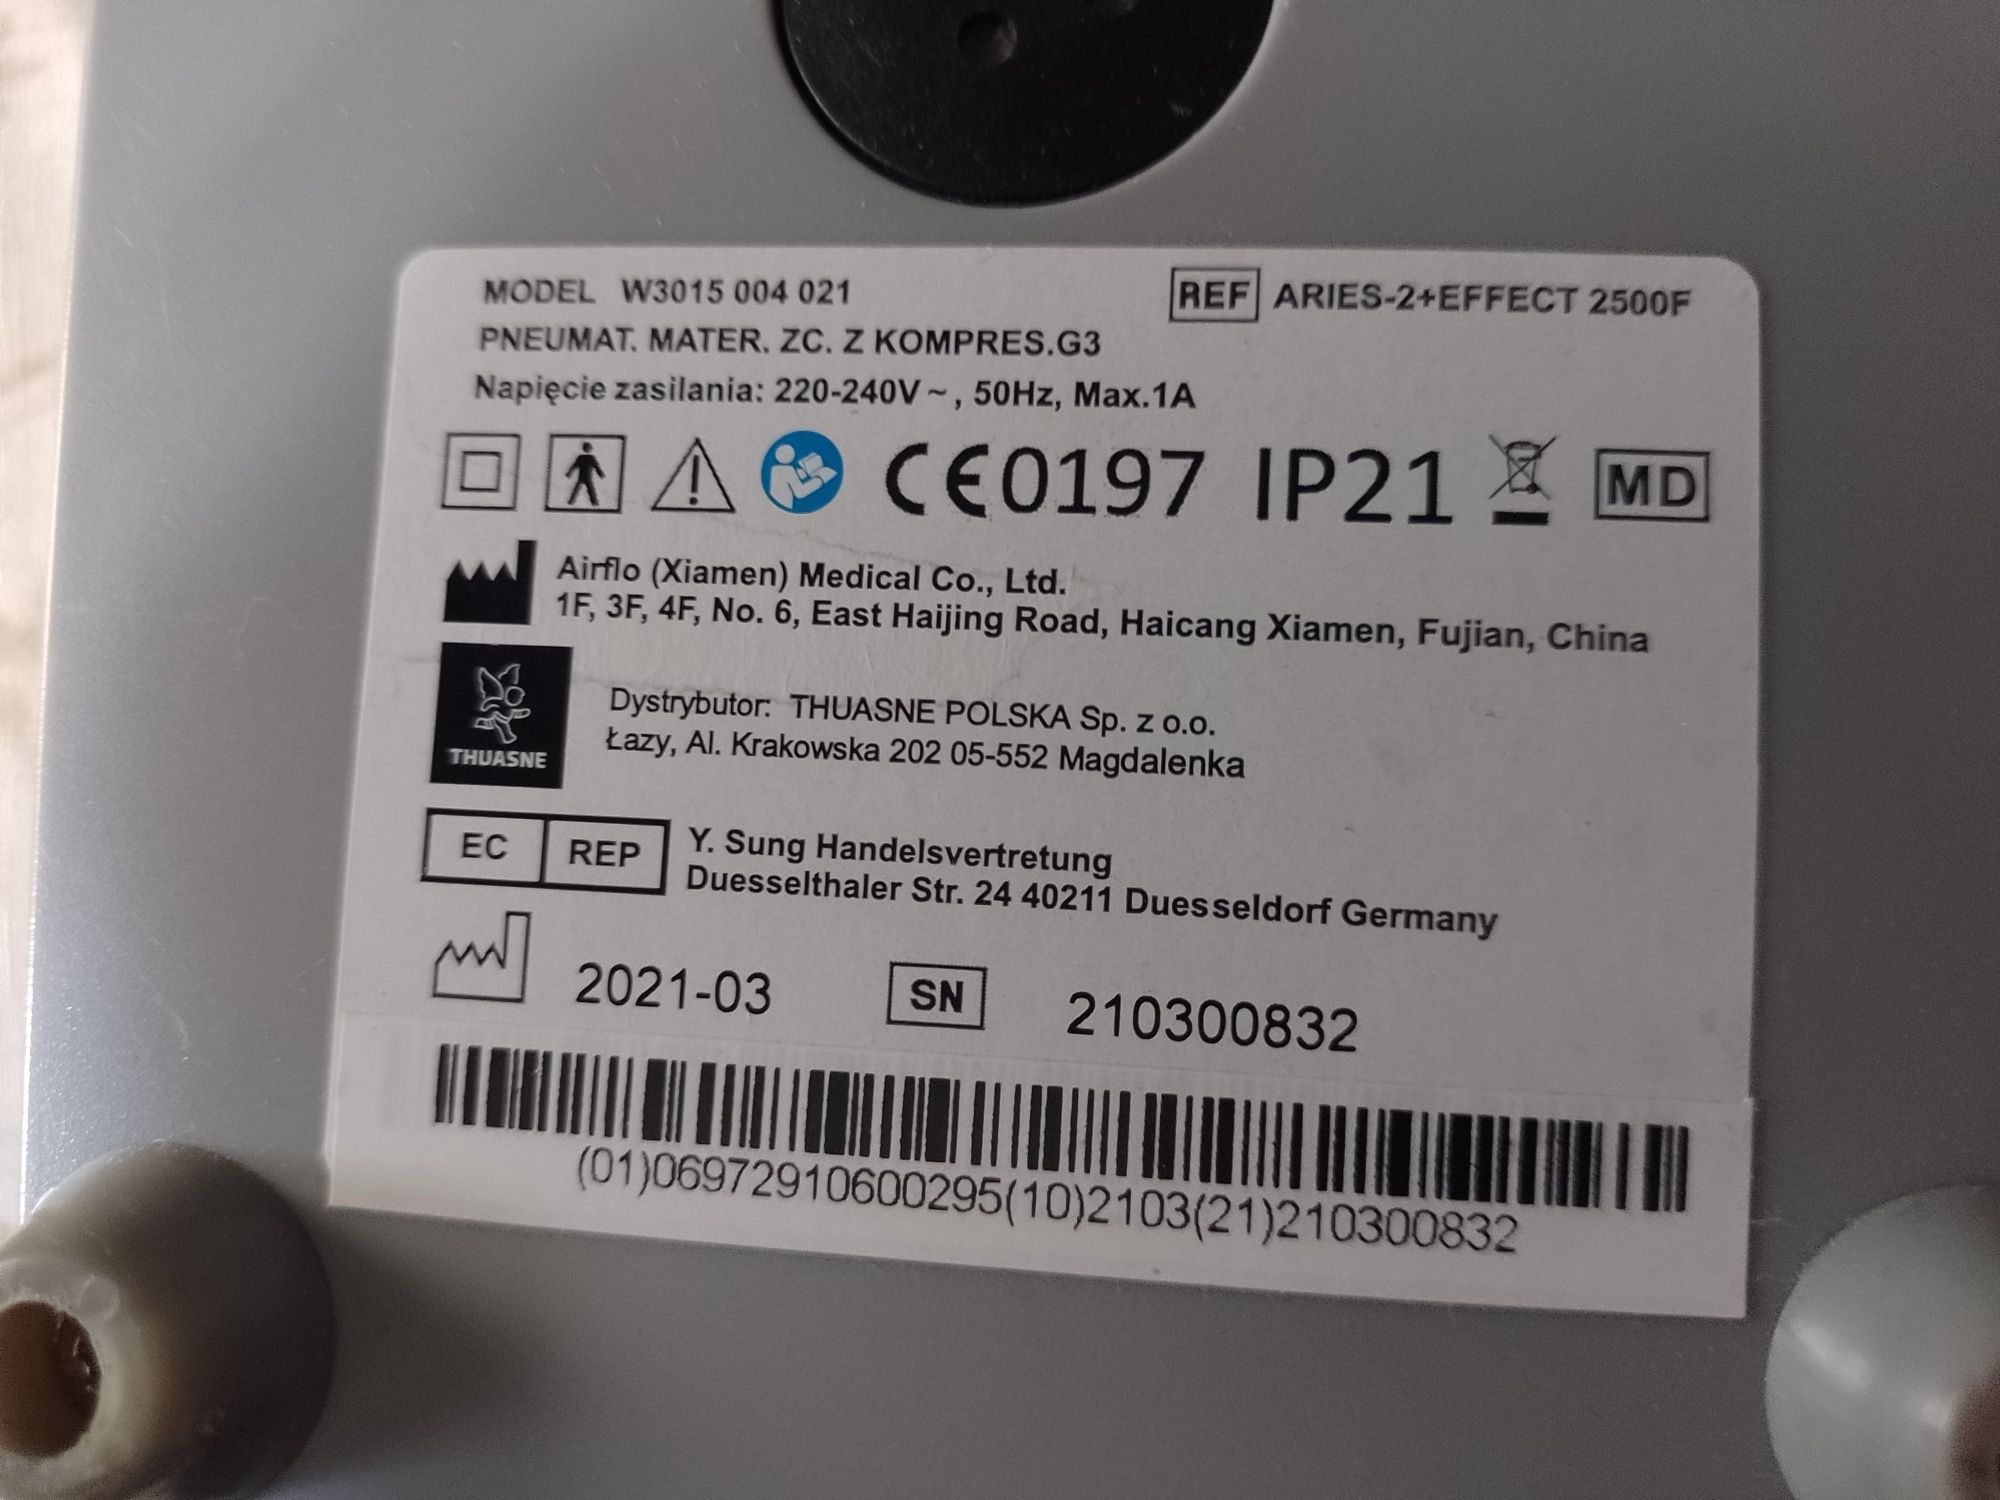 MODEL W3015 004 021
REF ARIES-2+EFFECT 2500F
PNEUMAT. MATER. ZC. Z KOMPRES.G3
Napięcie zasilania: 220-240V ~ , 50Hz, Max.1A
CE0197 IP21 MD
Airflo (Xiamen) Medical Co., Ltd.
1F, 3F, 4F, No. 6, East Haijing Road, Haicang Xiamen, Fujian, China
THUASNE
Dystrybutor: THUASNE POLSKA Sp. z o.o.
Łazy, Al. Krakowska 202 05-552 Magdalenka
EC REP
Y. Sung Handelsvertretung
Duesselthaler Str. 24 40211 Duesseldorf Germany
2021-03 SN 210300832
(01)06972910600295(10)2103(21)210300832